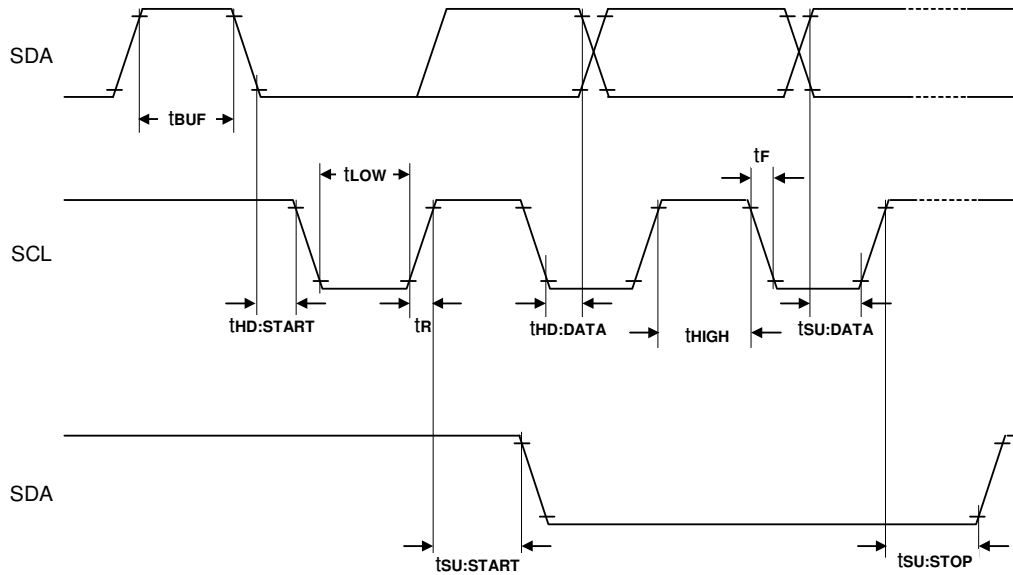 SDA
tBUF
tLOW
tF
SCL
tHD:START
tR
tHD:DATA
tHIGH
tSU:DATA
SDA
tSU:START
tSU:STOP